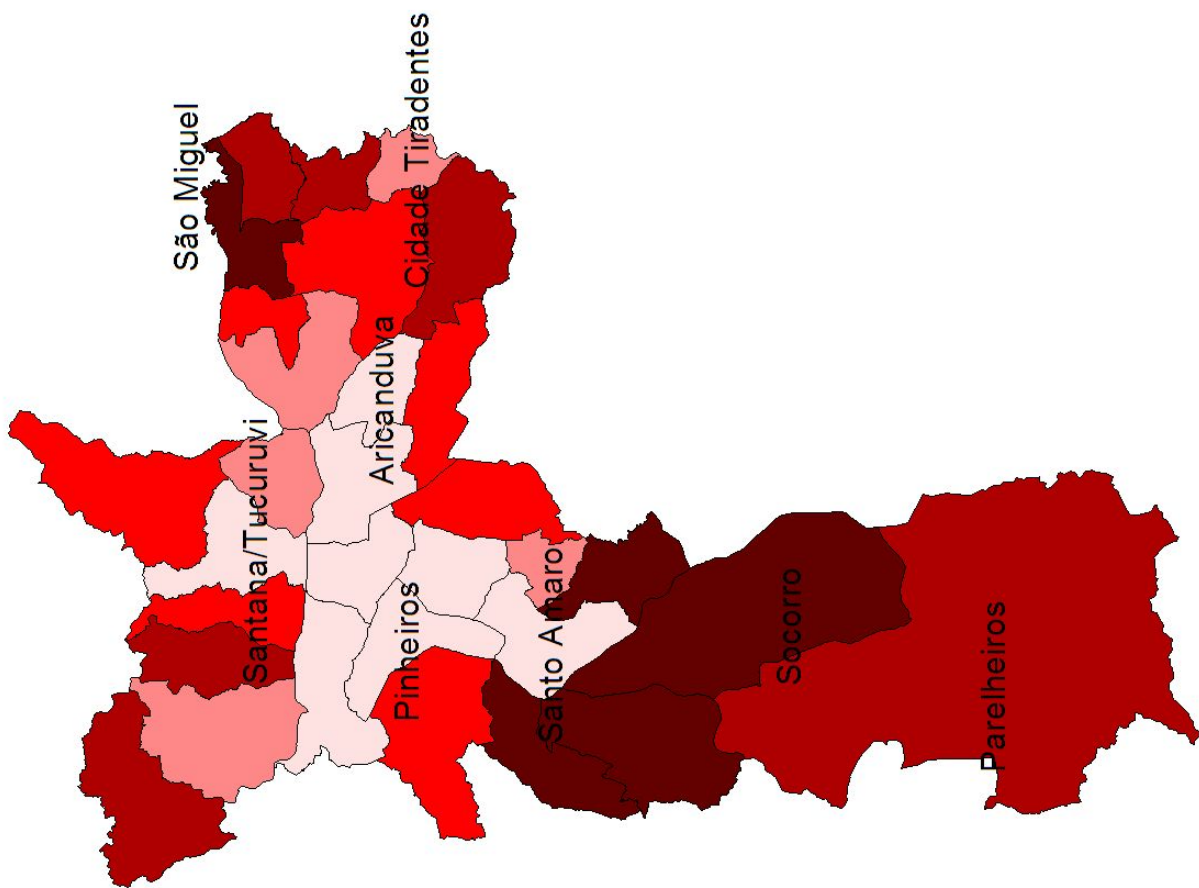 São Miguel
Cidade Tiradentes
Santana/Tucuruvi
Aricanduva
Pinheiros
Santo Amaro
Socorro
Parelheiros